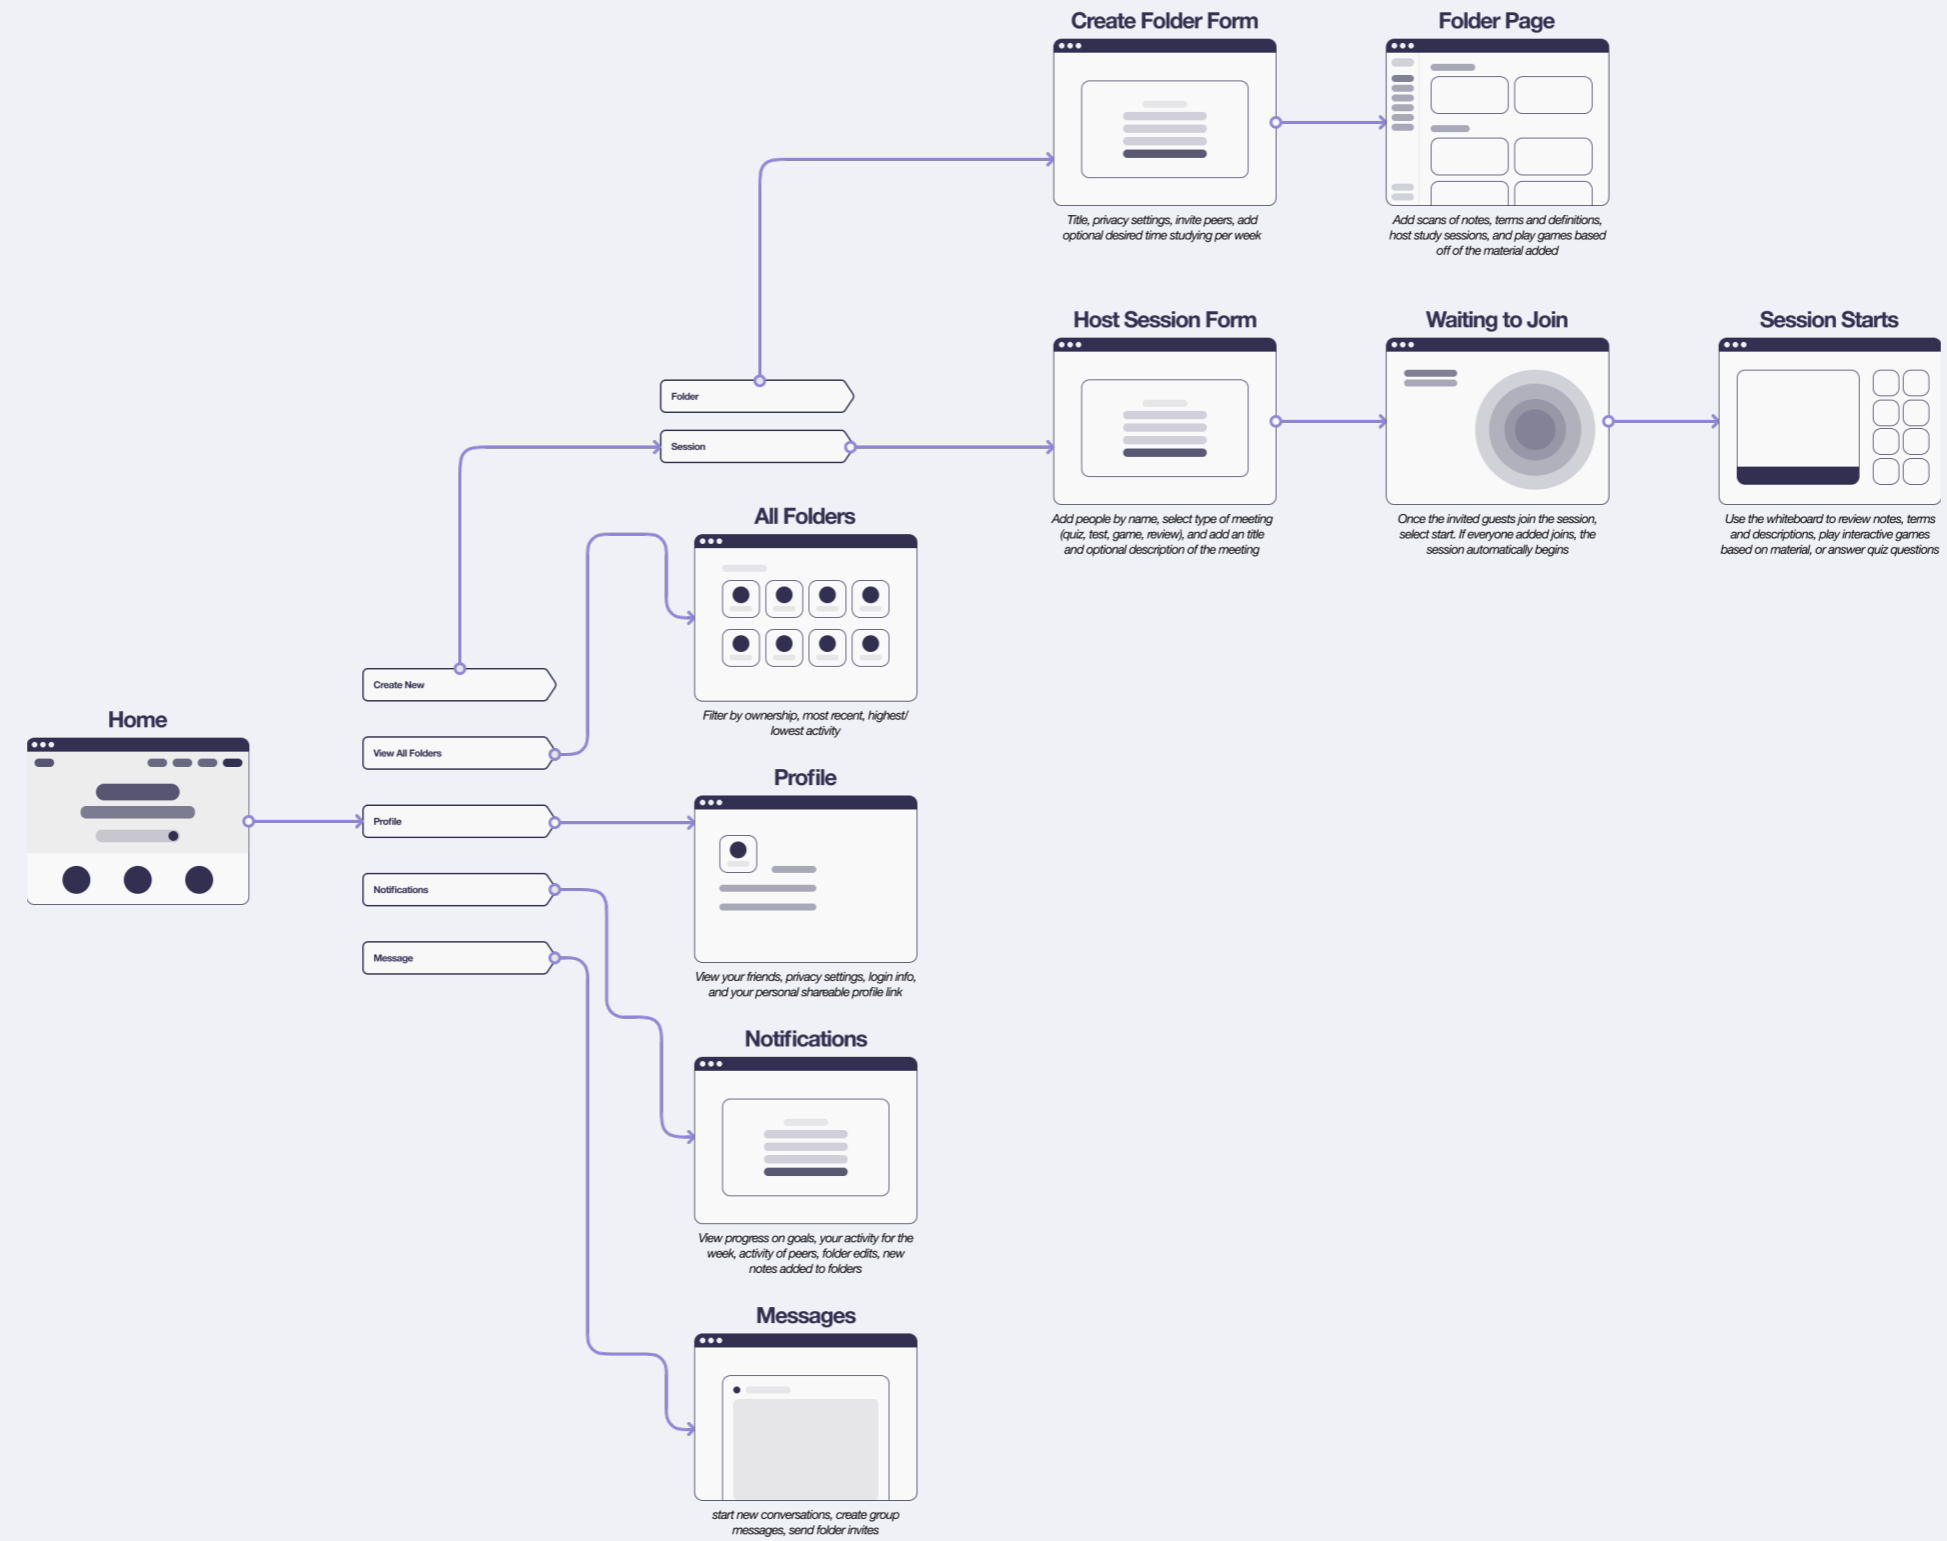 Create Folder Form
Title, privacy settings, invite peers, add
optional desired time studying per week
Folder Page
Add scans of notes, terms and definitions,
host study sessions, and play games based
off of the material added
Folder
Session
Host Session Form
Add people by name, select type of meeting
(quiz, test, game, review), and add an title
and optional description of the meeting
Waiting to Join
Once the invited guests join the session,
select start. If everyone added joins, the
session automatically begins
Session Starts
Use the whiteboard to review notes, terms
and descriptions, play interactive games
based on material, or answer quiz questions
Home
Create New
View All Folders
Profile
Notifications
Message
All Folders
Filter by ownership, most recent, highest/
lowest activity
Profile
View your friends, privacy settings, login info,
and your personal shareable profile link
Notifications
View progress on goals, your activity for the
week, activity of peers, folder edits, new
notes added to folders
Messages
start new conversations, create group
messages, send folder invites